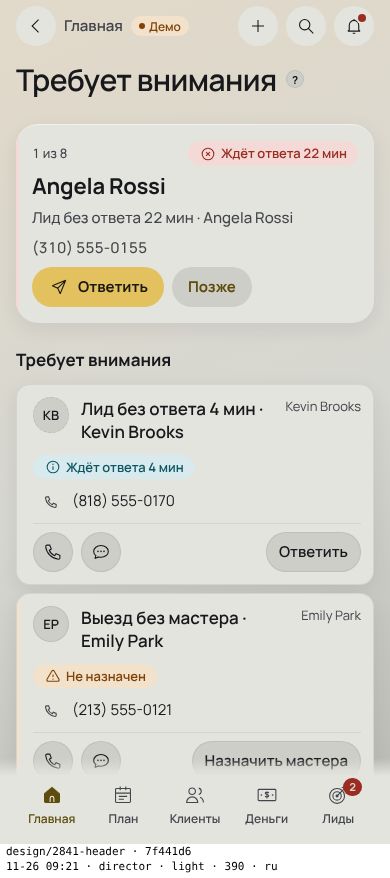 Главная
Демо
Требует внимания
?
1 из 8
Ждёт ответа 22 мин
Angela Rossi
Лид без ответа 22 мин · Angela Rossi
(310) 555-0155
Ответить
Позже
Требует внимания
KB
Лид без ответа 4 мин ·
Kevin Brooks
Kevin Brooks
Ждёт ответа 4 мин
(818) 555-0170
Ответить
EP
Выезд без мастера ·
Emily Park
Emily Park
Не назначен
(213) 555-0121
Назначить мастера
Главная
План
Клиенты
Деньги
2
Лиды
design/2841-header · 7f441d6
11-26 09:21 · director · light · 390 · ru